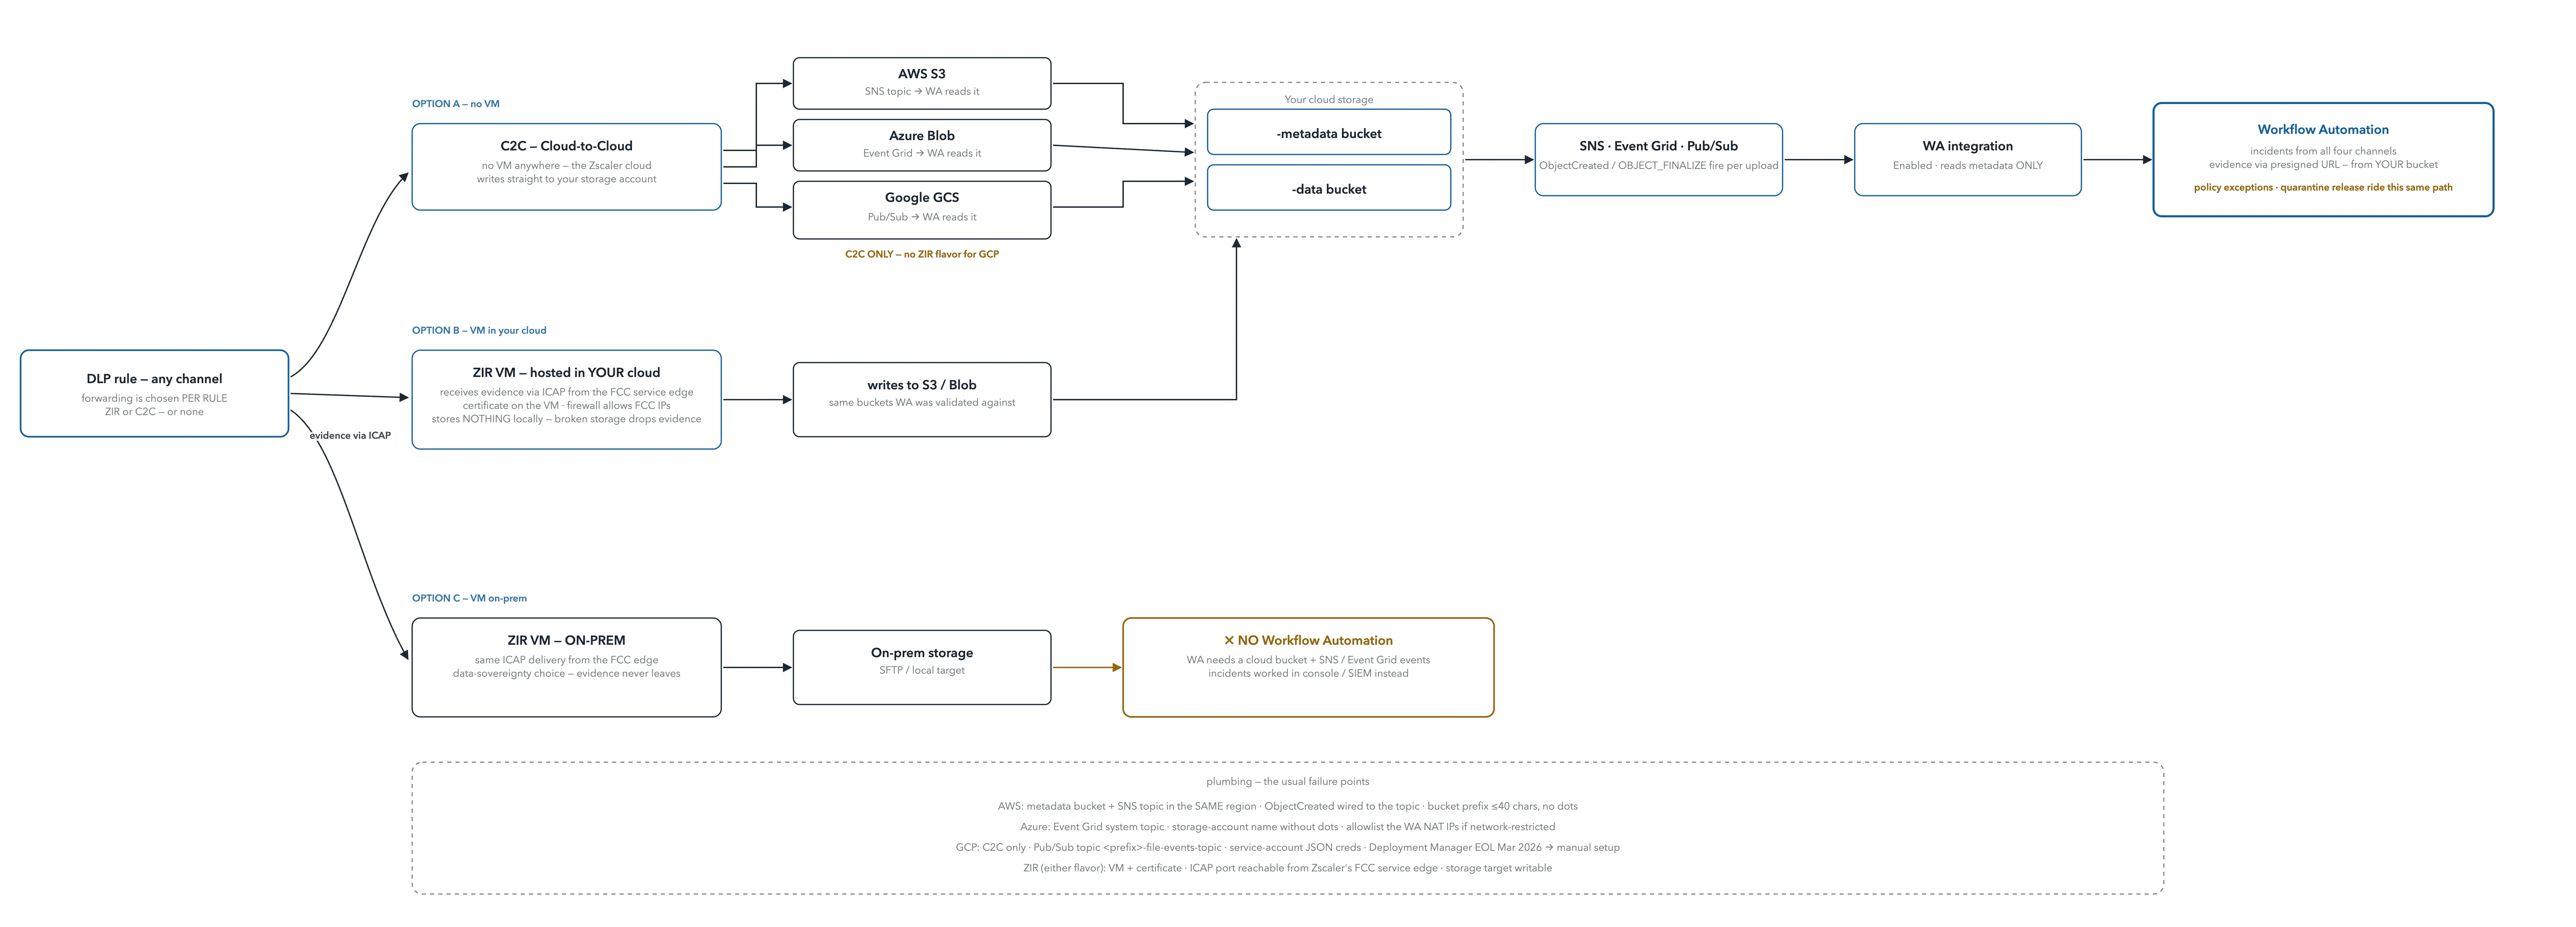 OPTION A – no VM
C2C – Cloud-to-Cloud
no VM anywhere – the Zscaler cloud
writes straight to your storage account
AWS S3
SNS topic → WA reads it
Azure Blob
Event Grid → WA reads it
Google GCS
Pub/Sub → WA reads it
C2C ONLY – no ZIR flavor for GCP
Your cloud storage
-metadata bucket
-data bucket
SNS · Event Grid · Pub/Sub
ObjectCreated / OBJECT_FINALIZE fire per upload
WA integration
Enabled · reads metadata ONLY
Workflow Automation
incidents from all four channels
evidence via presigned URL – from YOUR bucket
policy exceptions · quarantine release ride this same path
DLP rule – any channel
forwarding is chosen PER RULE
ZIR or C2C – or none
evidence via ICAP
OPTION B – VM in your cloud
ZIR VM – hosted in YOUR cloud
receives evidence via ICAP from the FCC service edge
certificate on the VM · firewall allows FCC IPs
stores NOTHING locally – broken storage drops evidence
writes to S3 / Blob
same buckets WA was validated against
OPTION C – VM on-prem
ZIR VM – ON-PREM
same ICAP delivery from the FCC edge
data-sovereignty choice – evidence never leaves
On-prem storage
SFTP / local target
✕ NO Workflow Automation
WA needs a cloud bucket + SNS / Event Grid events
incidents worked in console / SIEM instead
plumbing – the usual failure points
AWS: metadata bucket + SNS topic in the SAME region · ObjectCreated wired to the topic · bucket prefix ≤40 chars, no dots
Azure: Event Grid system topic · storage-account name without dots · allowlist the WA NAT IPs if network-restricted
GCP: C2C only · Pub/Sub topic <prefix>-file-events-topic · service-account JSON creds · Deployment Manager EOL Mar 2026 → manual setup
ZIR (either flavor): VM + certificate · ICAP port reachable from Zscaler's FCC service edge · storage target writable